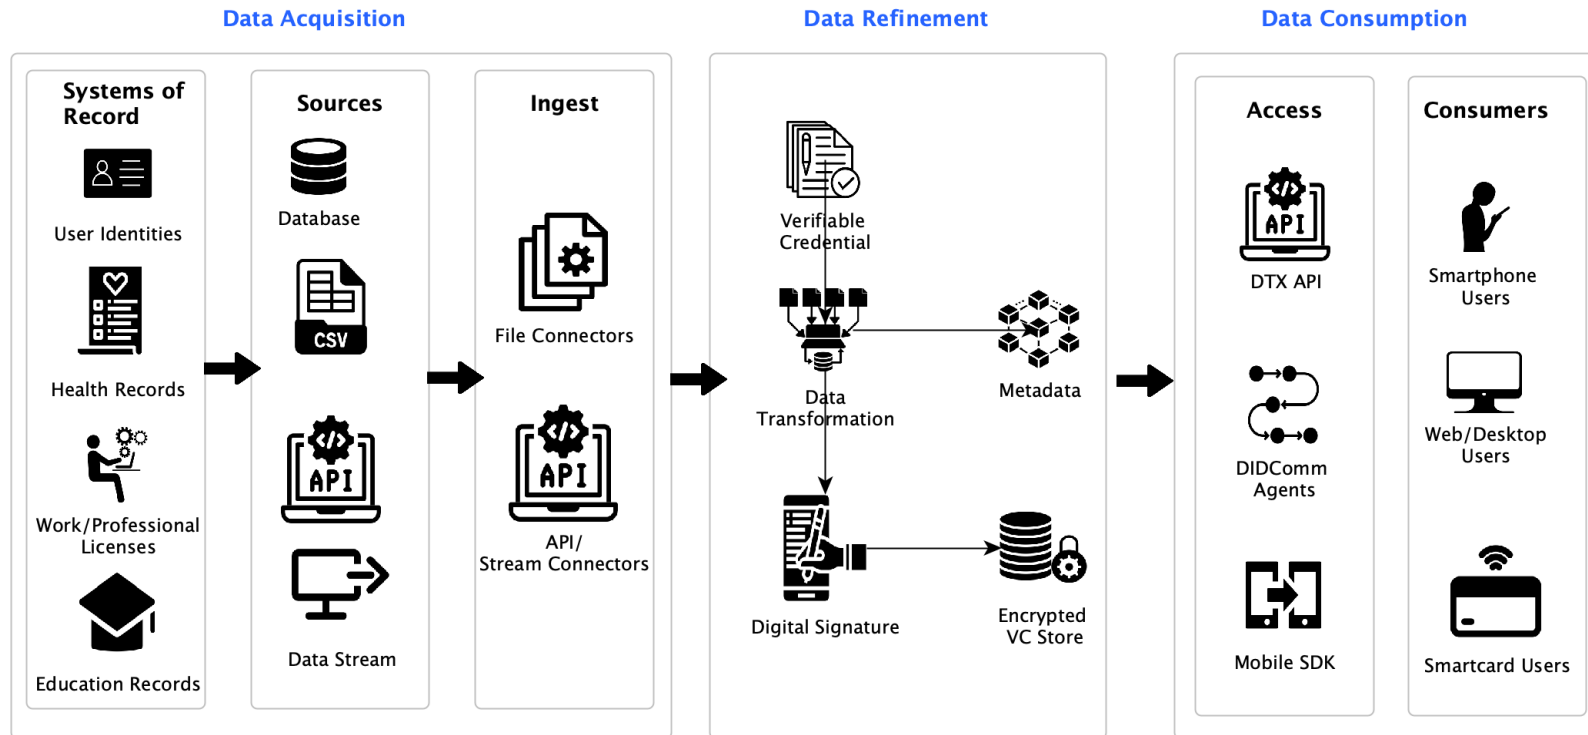 Data Acquisition
Data Refinement
Data Consumption
Systems of
Record
User Identities
Health Records
Work/Professional
Licenses
Education Records
Sources
Database
CSV
</>
API
Data Stream
Ingest
File Connectors
</>
API
API/
Stream Connectors
Verifiable
Credential
Data
Transformation
Metadata
Digital Signature
Encrypted
VC Store
Access
</>
API
DTX API
DIDComm
Agents
Mobile SDK
Consumers
Smartphone
Users
Web/Desktop
Users
Smartcard Users